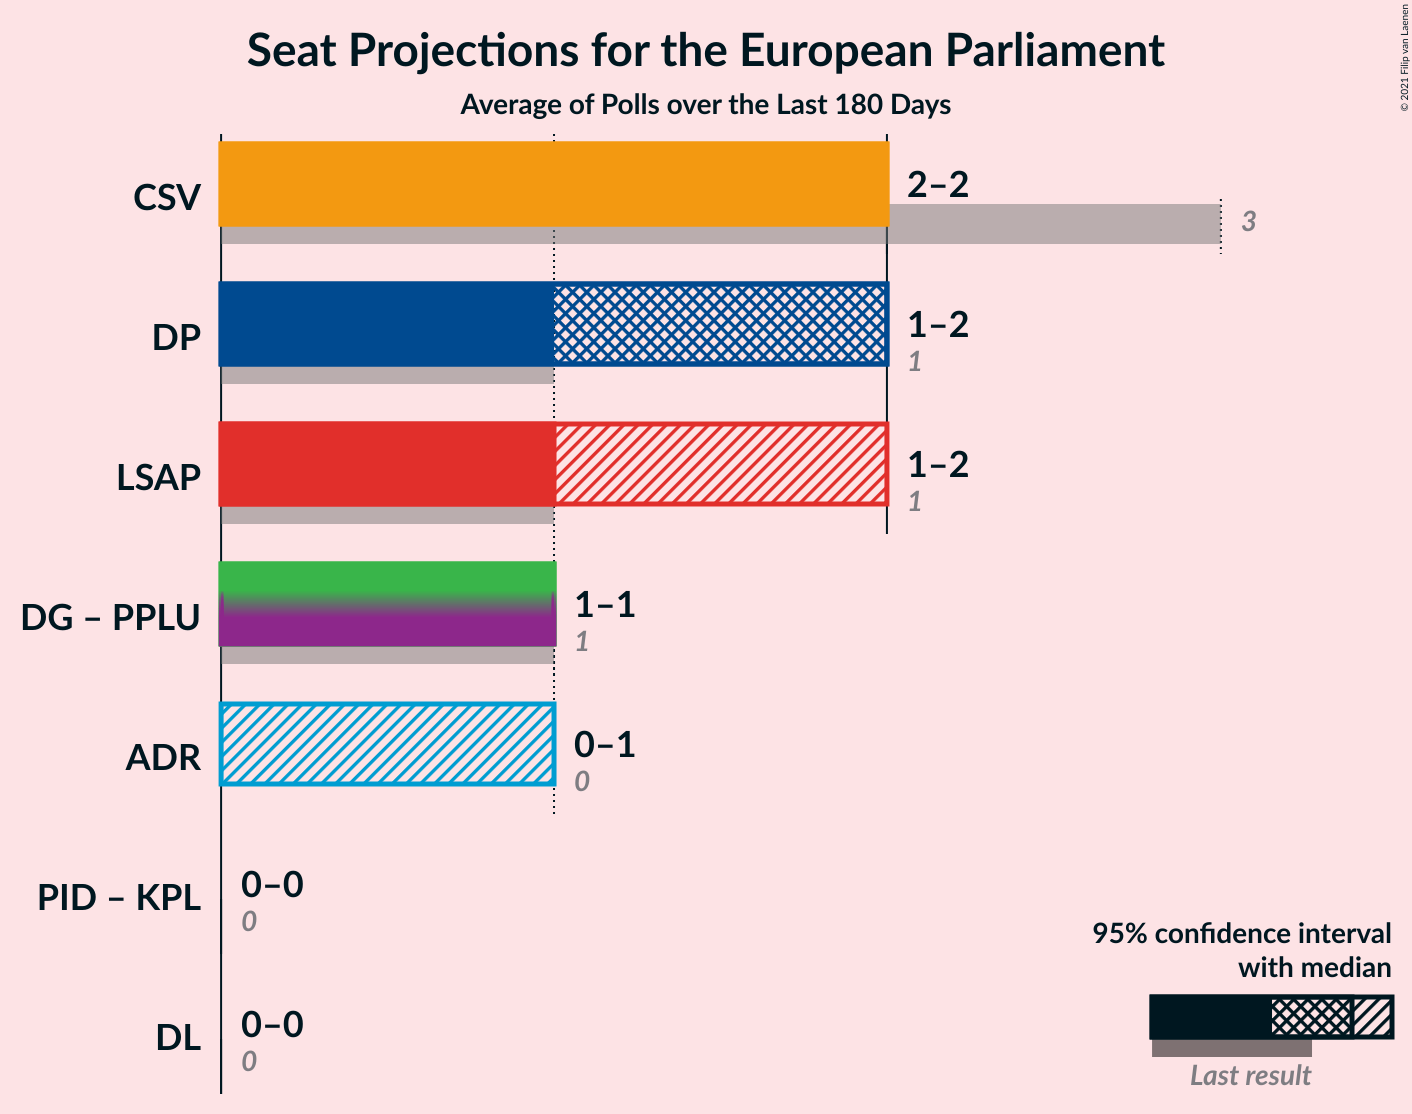 Seat Projections for the European Parliament
Average of Polls over the Last 180 Days
© 2021 Filip van Laenen
CSV
2–2
3
DP
1–2
1
LSAP
1–2
1
DG – PPLU
1–1
1
ADR
0–1
0
PID – KPL
0–0
0
DL
0–0
0
95% confidence interval
with median
Last result